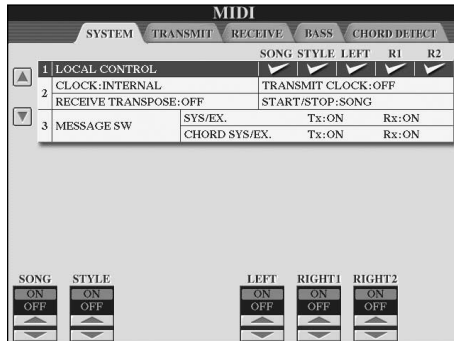 MIDI
SYSTEM TRANSMIT RECEIVE BASS CHORD DETECT
SONG STYLE LEFT R1 R2
1 LOCAL CONTROL
2 CLOCK:INTERNAL TRANSMIT CLOCK:OFF
RECEIVE TRANSPOSE:OFF START/STOP:SONG
3 MESSAGE SW SYS/EX. Tx:ON Rx:ON
CHORD SYS/EX. Tx:ON Rx:ON
SONG STYLE LEFT RIGHT1 RIGHT2
ON ON ON ON ON
OFF OFF OFF OFF OFF